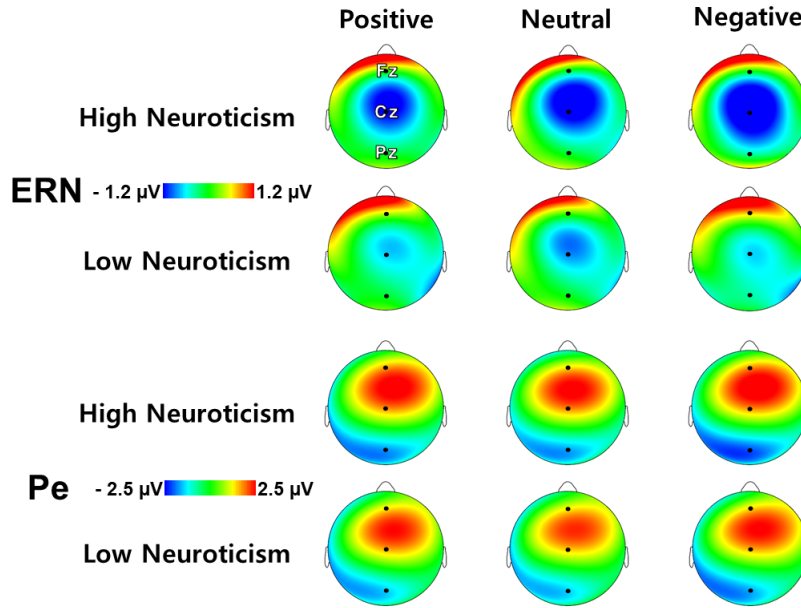 Positive Neutral Negative
Fz
High Neuroticism Cz
Pz
ERN - 1.2 μV 1.2 μV
Low Neuroticism
High Neuroticism
Pe - 2.5 μV 2.5 μV
Low Neuroticism